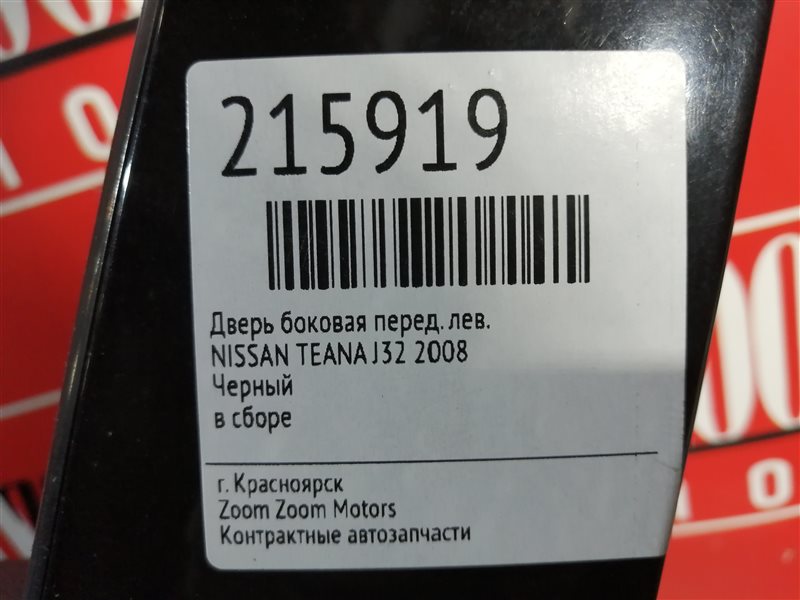 215919
Дверь боковая перед. лев.
NISSAN TEANA J32 2008
Черный
в сборе
г. Красноярск
Zoom Zoom Motors
Контрактные автозапчасти